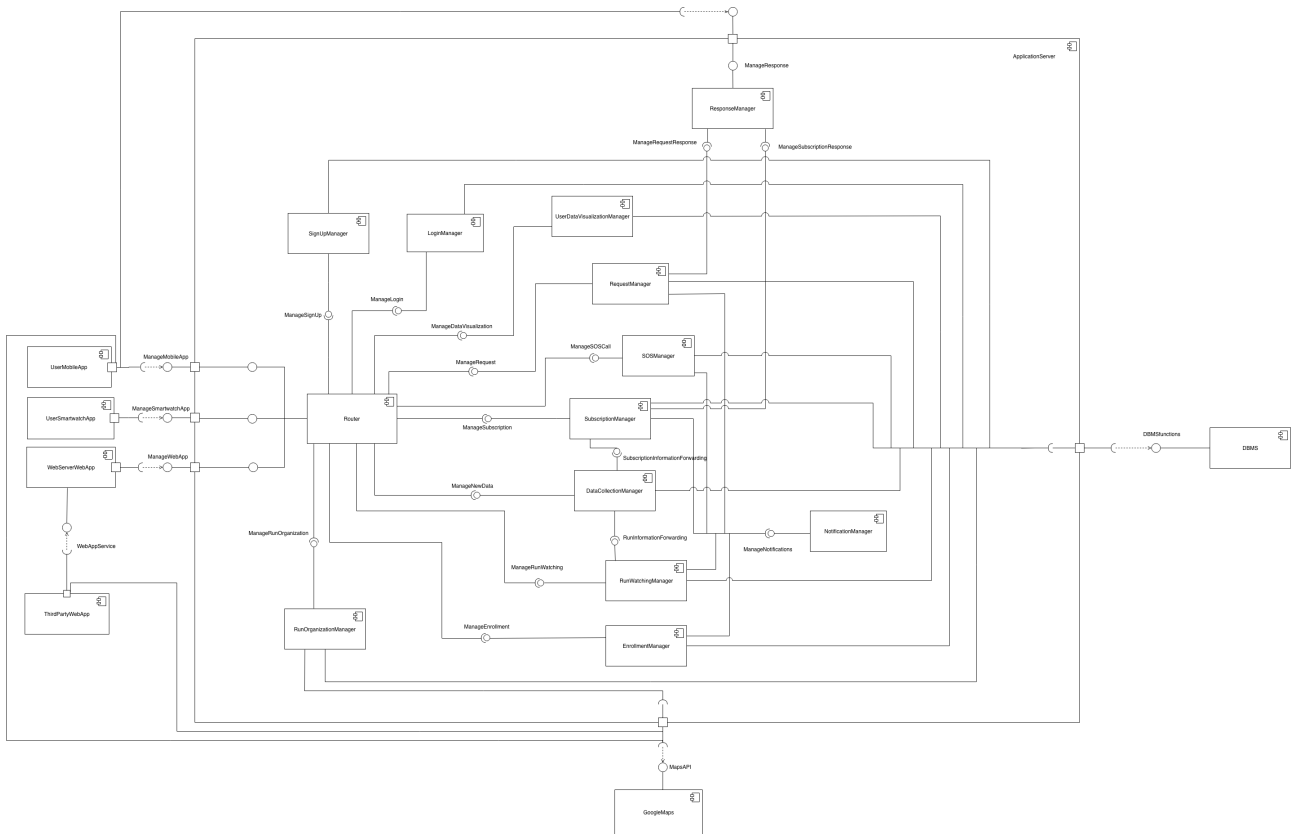 ApplicationServer
ManageResponse
ResponseManager
ManageRequestResponse
ManageSubscriptionResponse
UserDataVisualizationManager
SignUpManager
LoginManager
RequestManager
ManageLogin
ManageSignUp
ManageDataVisualization
ManageSOSCall
ManageMobileApp
SOSManager
ManageRequest
UserMobileApp
ManageSmartwatchApp
UserSmartwatchApp
Router
SubscriptionManager
ManageSubscription
DBMSfunctions
DBMS
ManageWebApp
SubscriptionInformationForwarding
WebServerWebApp
ManageNewData
DataCollectionManager
ManageRunOrganization
RunInformationForwarding
NotificationManager
WebAppService
ManageNotifications
ManageRunWatching
RunWatchingManager
ThirdPartyWebApp
RunOrganizationManager
ManageEnrollment
EnrollmentManager
MapsAPI
GoogleMaps